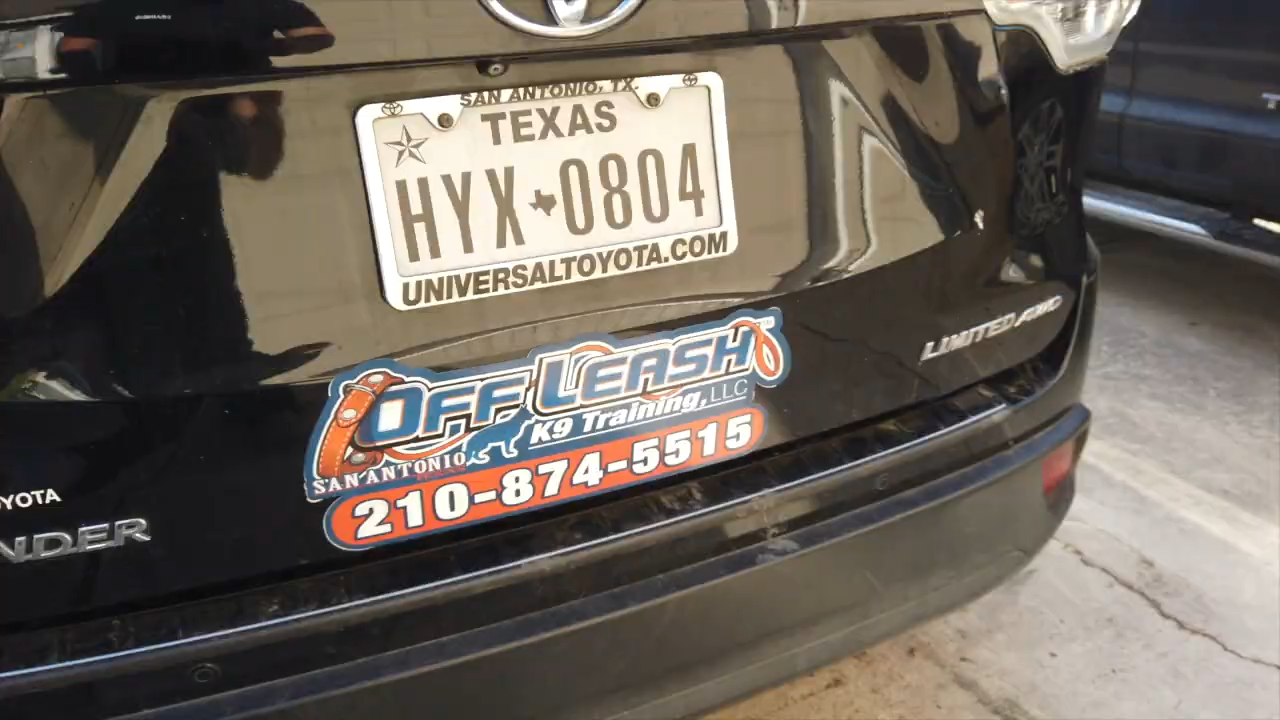 SAN ANTONIO, TX.
TEXAS
HYX 0804
UNIVERSALTOYOTA.COM
LIMITED AWD
OFF LEASH
K9 Training, LLC
SAN ANTONIO
210-874-5515
OYOTA
NDER